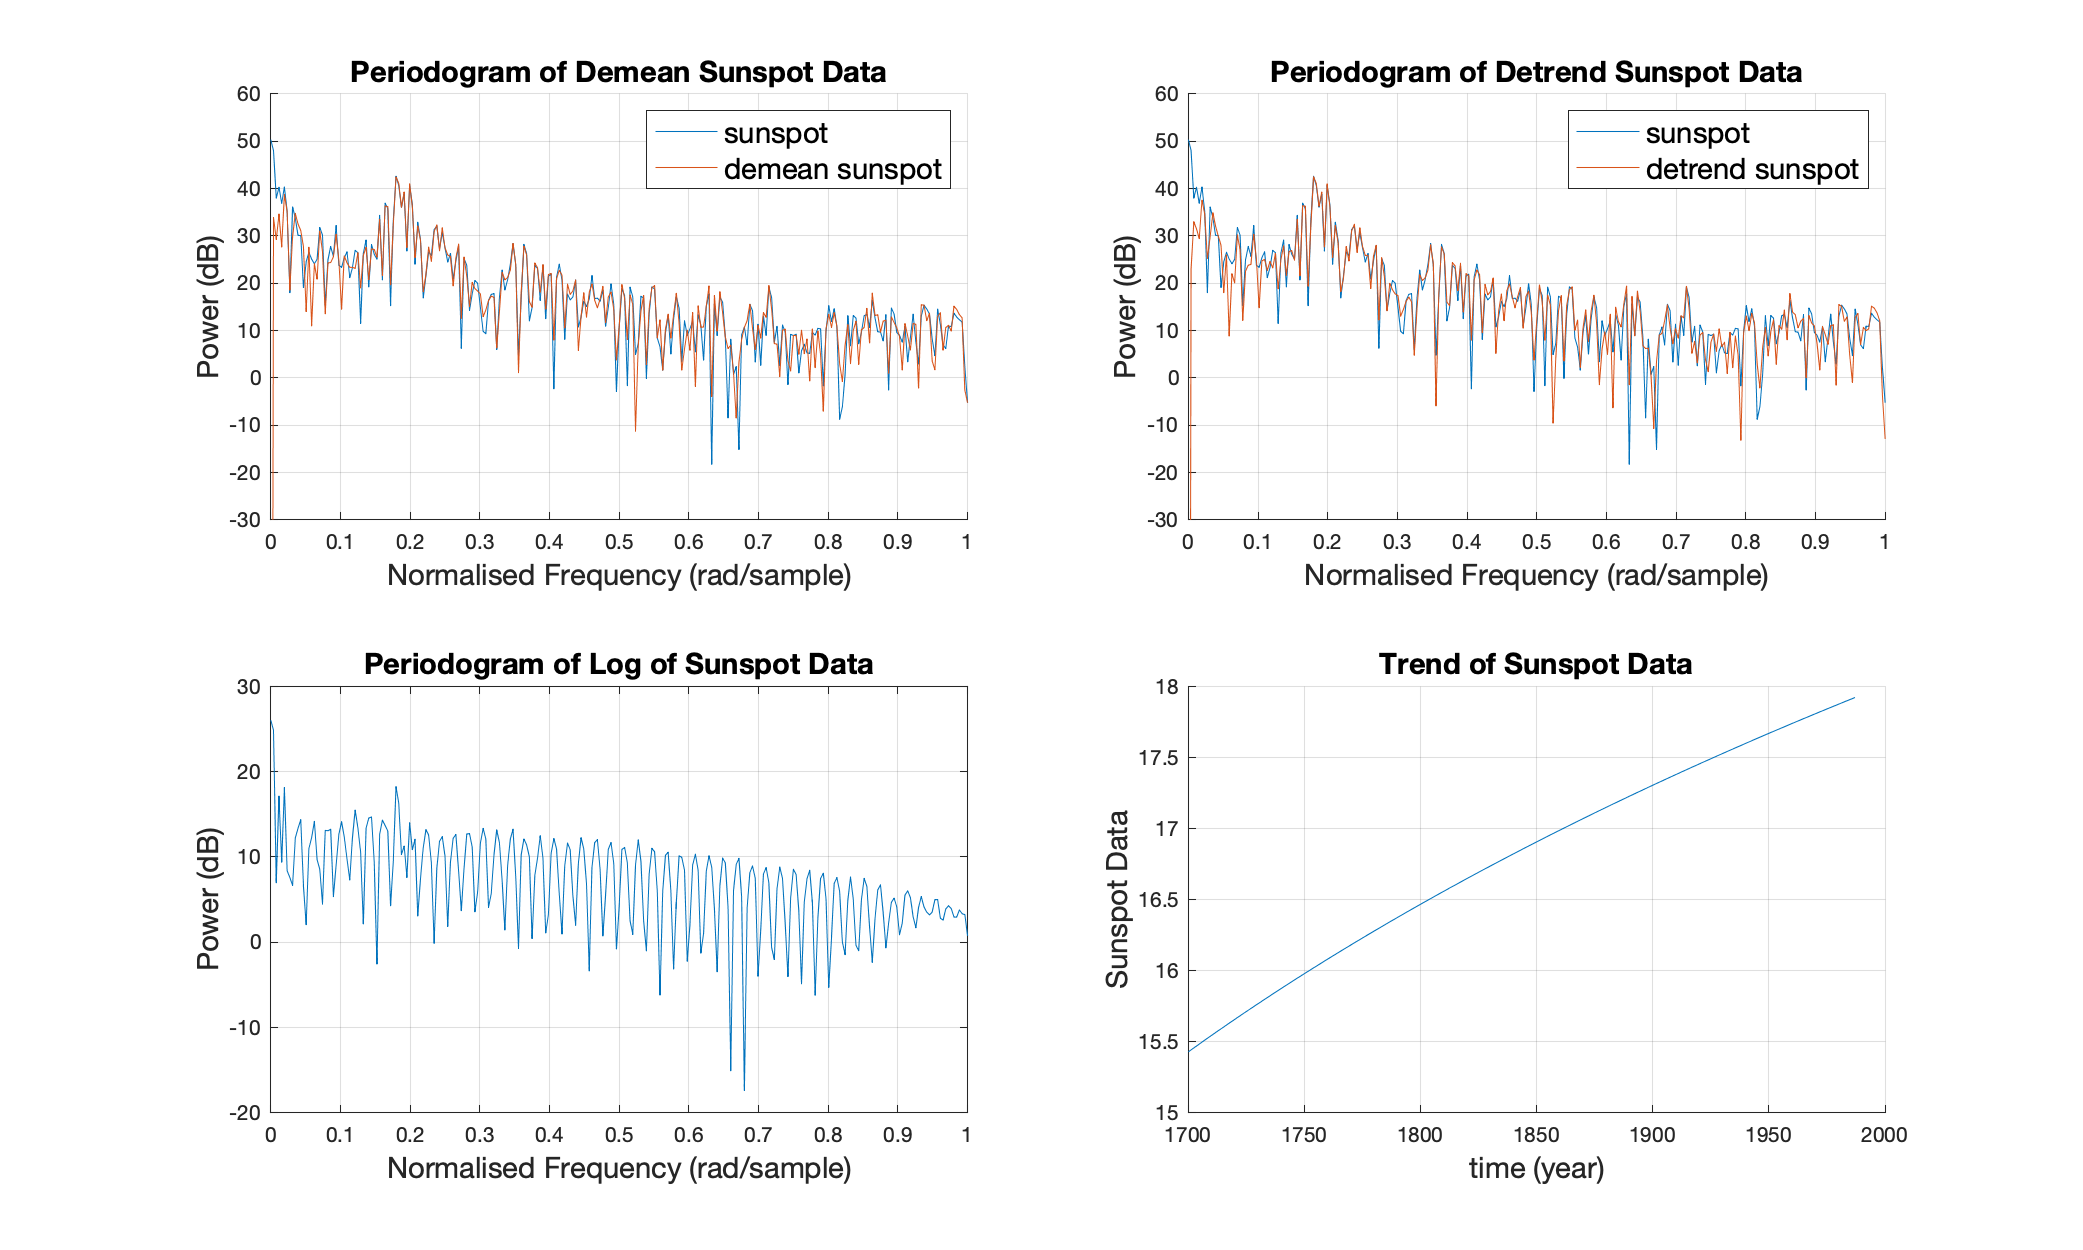 Periodogram of Demean Sunspot Data
60
50
40
30
20
10
0
-10
-20
-30
Power (dB)
sunspot
demean sunspot
0 0.1 0.2 0.3 0.4 0.5 0.6 0.7 0.8 0.9 1
Normalised Frequency (rad/sample)
Periodogram of Detrend Sunspot Data
60
50
40
30
20
10
0
-10
-20
-30
Power (dB)
sunspot
detrend sunspot
0 0.1 0.2 0.3 0.4 0.5 0.6 0.7 0.8 0.9 1
Normalised Frequency (rad/sample)
Periodogram of Log of Sunspot Data
30
20
10
0
-10
-20
Power (dB)
0 0.1 0.2 0.3 0.4 0.5 0.6 0.7 0.8 0.9 1
Normalised Frequency (rad/sample)
Trend of Sunspot Data
18
17.5
17
16.5
16
15.5
15
Sunspot Data
1700 1750 1800 1850 1900 1950 2000
time (year)